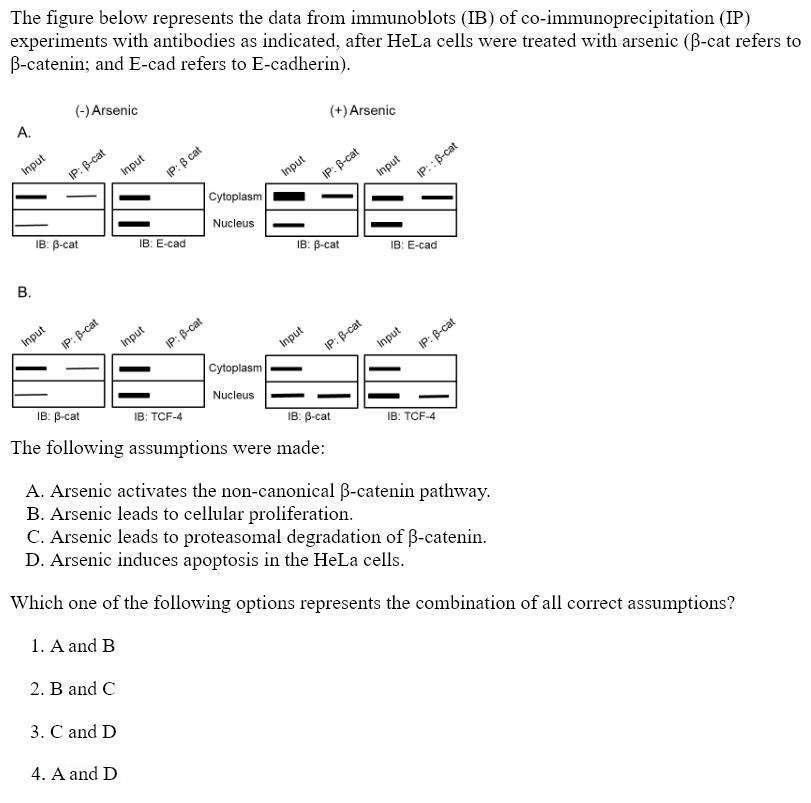 The figure below represents the data from immunoblots (IB) of co-immunoprecipitation (IP)
experiments with antibodies as indicated, after HeLa cells were treated with arsenic (β-cat refers to
β-catenin; and E-cad refers to E-cadherin).
(-) Arsenic (+) Arsenic
A.
Input IP: β-cat Input IP: β cat Input IP: β-cat Input IP: : β-cat
Cytoplasm
Nucleus
IB: β-cat IB: E-cad IB: β-cat IB: E-cad
B.
Input IP: β-cat Input IP: β-cat Input IP: β-cat Input IP: β-cat
Cytoplasm
Nucleus
IB: β-cat IB: TCF-4 IB: β-cat IB: TCF-4
The following assumptions were made:
A. Arsenic activates the non-canonical β-catenin pathway.
B. Arsenic leads to cellular proliferation.
C. Arsenic leads to proteasomal degradation of β-catenin.
D. Arsenic induces apoptosis in the HeLa cells.
Which one of the following options represents the combination of all correct assumptions?
1. A and B
2. B and C
3. C and D
4. A and D